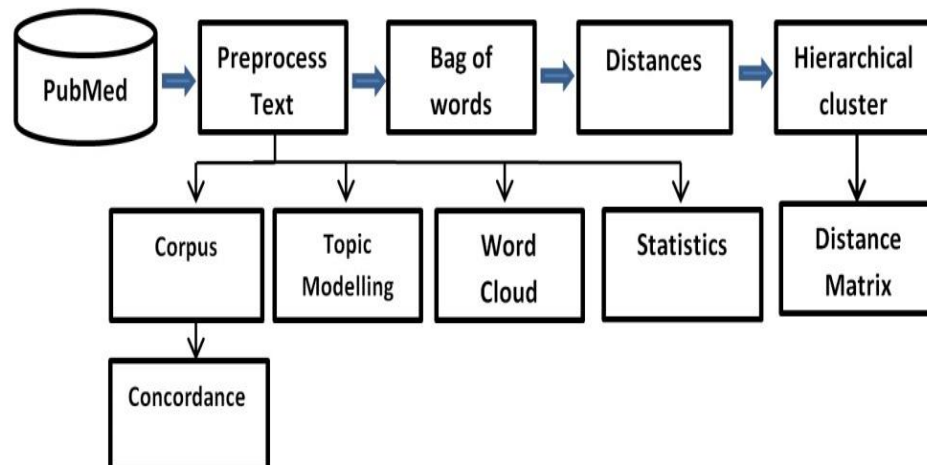 PubMed
Preprocess
Text
Bag of
words
Distances
Hierarchical
cluster
Corpus
Topic
Modelling
Word
Cloud
Statistics
Distance
Matrix
Concordance